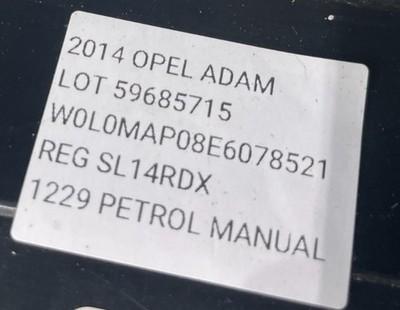 2014 OPEL ADAM
LOT 59685715
W0L0MAP08E6078521
REG SL14RDX
1229 PETROL MANUAL